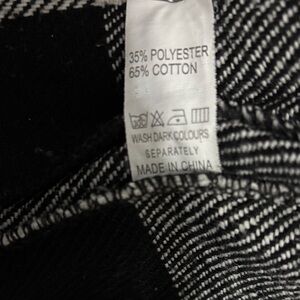 35% POLYESTER
65% COTTON
WASH DARK COLOURS
SEPARATELY
MADE IN CHINA